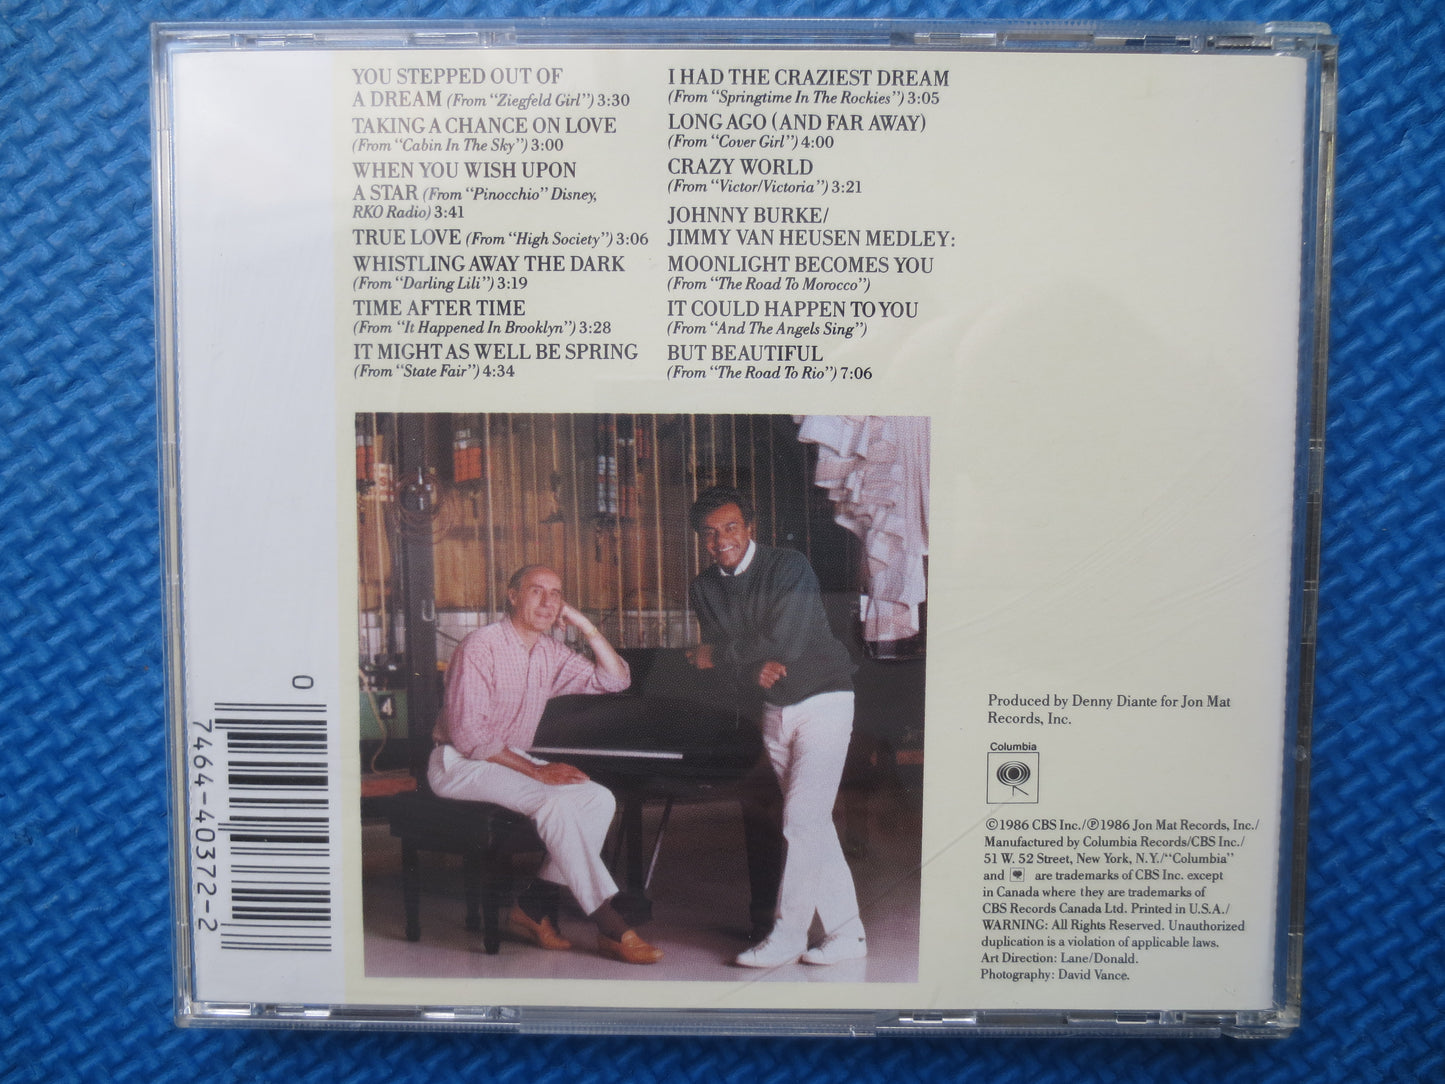 YOU STEPPED OUT OF
A DREAM (From “Ziegfeld Girl”) 3:30
TAKING A CHANCE ON LOVE
(From “Cabin In The Sky”) 3:00
WHEN YOU WISH UPON
A STAR (From “Pinocchio” Disney,
RKO Radio) 3:41
TRUE LOVE (From “High Society”) 3:06
WHISTLING AWAY THE DARK
(From “Darling Lili”) 3:19
TIME AFTER TIME
(From “It Happened In Brooklyn”) 3:28
IT MIGHT AS WELL BE SPRING
(From “State Fair”) 4:34
I HAD THE CRAZIEST DREAM
(From “Springtime In The Rockies”) 3:05
LONG AGO (AND FAR AWAY)
(From “Cover Girl”) 4:00
CRAZY WORLD
(From “Victor/Victoria”) 3:21
JOHNNY BURKE/
JIMMY VAN HEUSEN MEDLEY:
MOONLIGHT BECOMES YOU
(From “The Road To Morocco”)
IT COULD HAPPEN TO YOU
(From “And The Angels Sing”)
BUT BEAUTIFUL
(From “The Road To Rio”) 7:06
4
0
7464-40372-2
Produced by Denny Diante for Jon Mat
Records, Inc.
Columbia
©1986 CBS Inc./℗1986 Jon Mat Records, Inc./
Manufactured by Columbia Records/CBS Inc./
51 W. 52 Street, New York, N.Y./“Columbia”
and are trademarks of CBS Inc. except
in Canada where they are trademarks of
CBS Records Canada Ltd. Printed in U.S.A./
WARNING: All Rights Reserved. Unauthorized
duplication is a violation of applicable laws.
Art Direction: Lane/Donald.
Photography: David Vance.